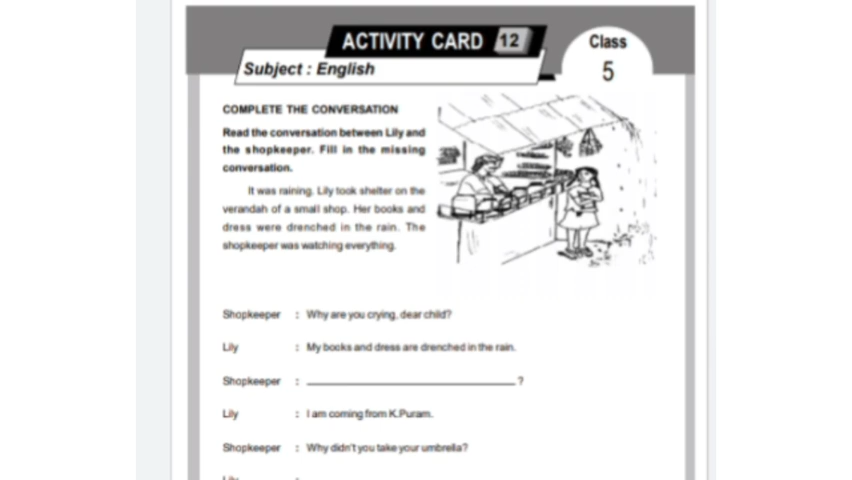 ACTIVITY CARD 12
Class
5
Subject : English
COMPLETE THE CONVERSATION
Read the conversation between Lily and
the shopkeeper. Fill in the missing
conversation.
It was raining. Lily took shelter on the
verandah of a small shop. Her books and
dress were drenched in the rain. The
shopkeeper was watching everything.
Shopkeeper : Why are you crying, dear child?
Lily : My books and dress are drenched in the rain.
Shopkeeper : ______________________________ ?
Lily : I am coming from K.Puram.
Shopkeeper : Why didn't you take your umbrella?
Lily :